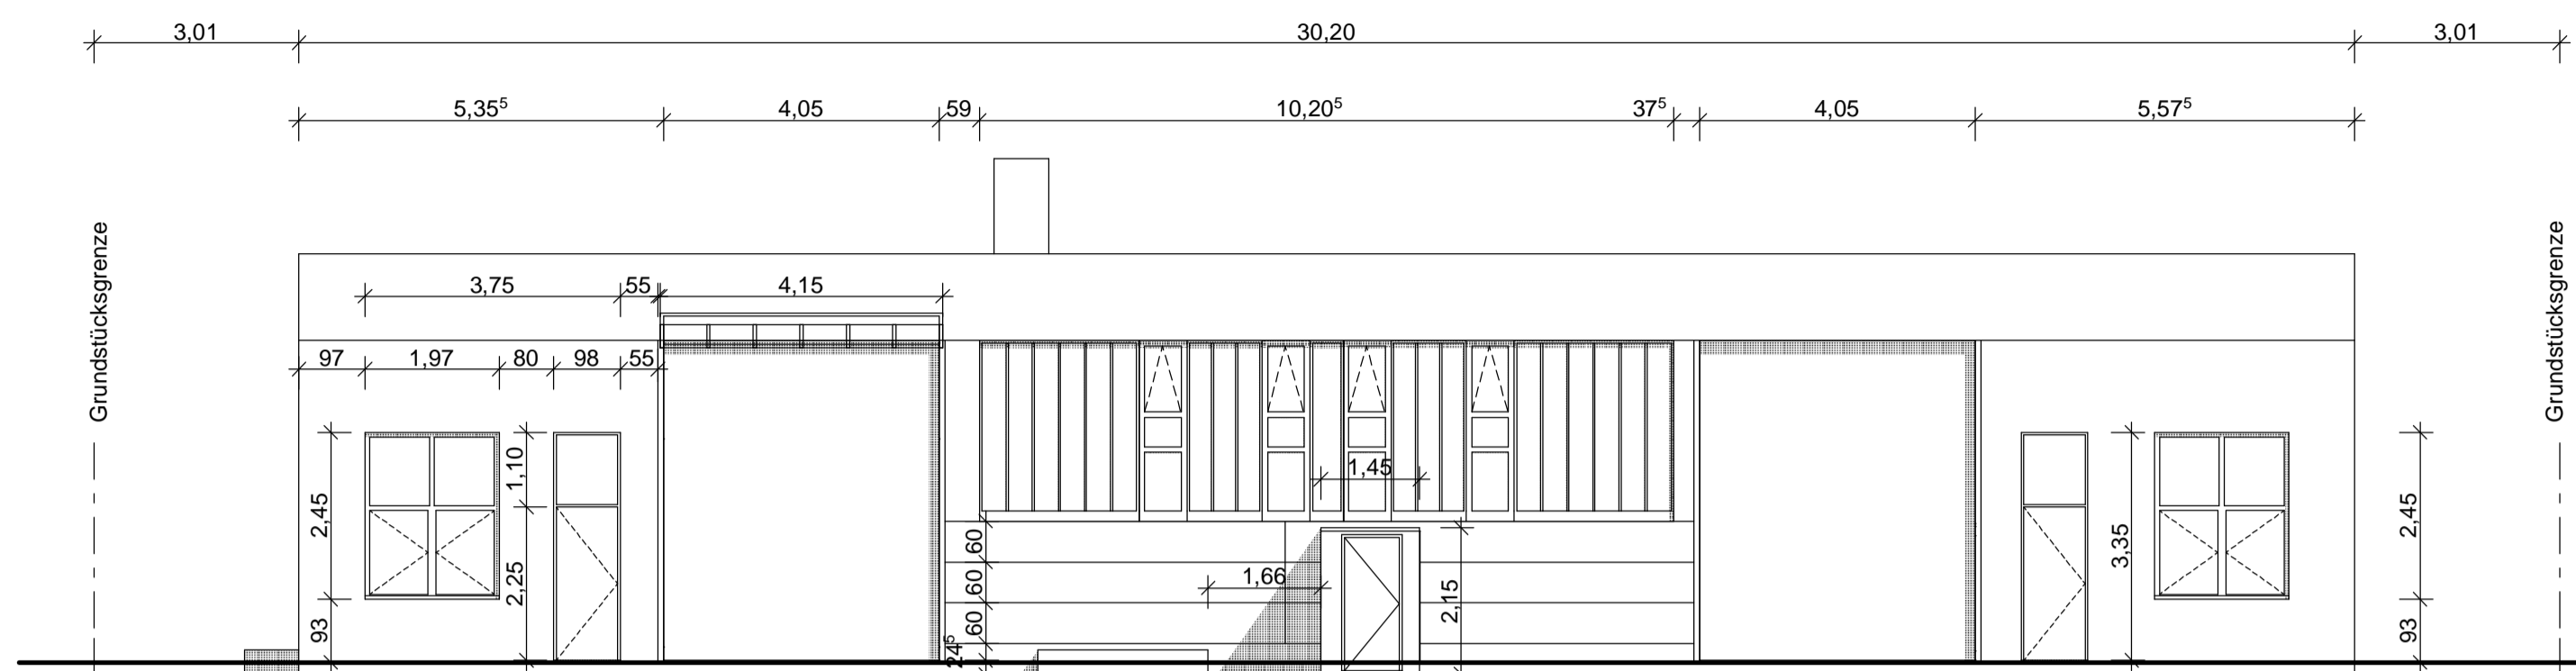 3,01 30,20 3,01
5,35⁵ 4,05 59 10,20⁵ 37⁵ 4,05 5,57⁵
Grundstücksgrenze
Grundstücksgrenze
3,75 55 4,15
97 1,97 80 98 55
2,45
93
1,10
2,25
60
60
60
24⁵
1,45
1,66
2,15
3,35
2,45
93